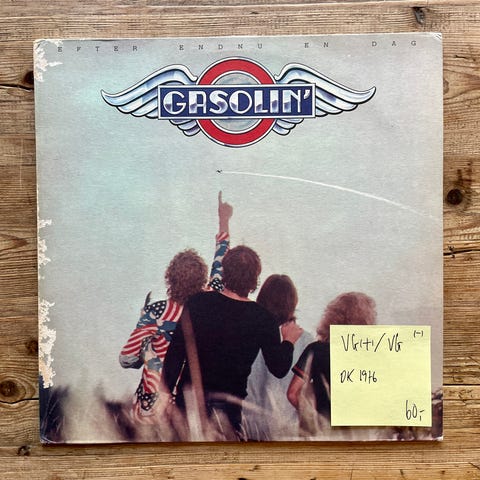 EFTER ENDNU EN DAG
GASOLIN'
VG(+)/VG (-)
DK 1976
60,-